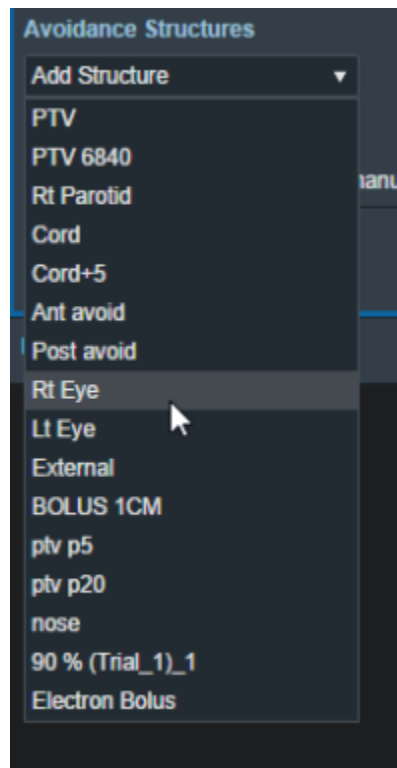 Avoidance Structures
Add Structure
PTV
PTV 6840
Rt Parotid
Cord
Cord+5
Ant avoid
Post avoid
Rt Eye
Lt Eye
External
BOLUS 1CM
ptv p5
ptv p20
nose
90 % (Trial_1)_1
Electron Bolus